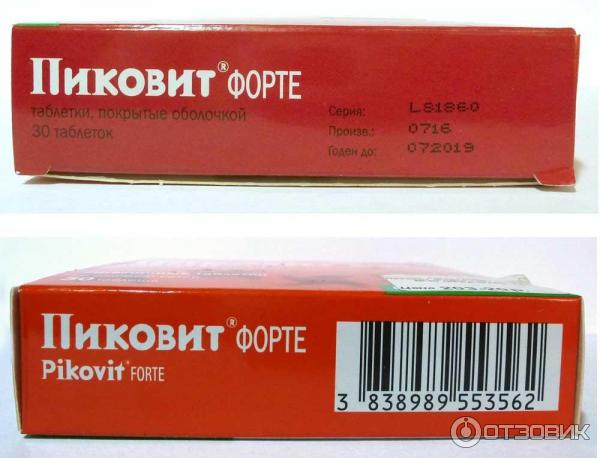 Пиковит® ФОРТЕ
таблетки, покрытые оболочкой
30 таблеток
Серия: L81860
Произв.: 0716
Годен до: 072019
Пиковит® ФОРТЕ
Pikovit® FORTE
3 838989 553562
ОТЗОВИК